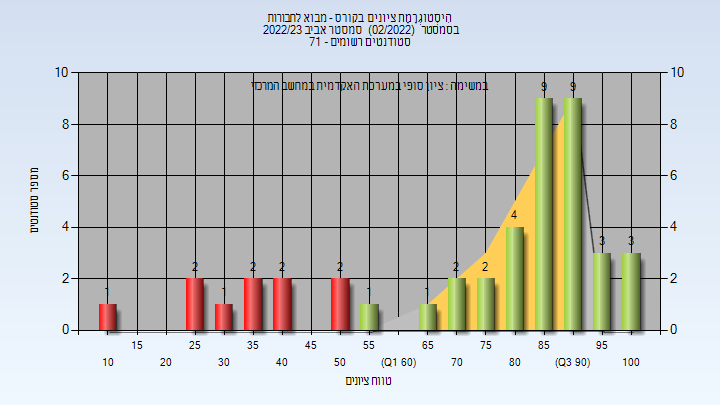 היסטוגרמת ציונים בקורס - מבוא לתבורות
בסמסטר (02/2022) סמסטר אביב 2022/23
סטודנטים רשומים - 71
במשימה : ציון סופי במערכת האקדמית במחשב המרכזי
מספר סטודנטים
10 8 6 4 2 0
10 8 6 4 2 0
1 2 1 2 2 2 1 1 2 2 4 9 9 3 3
15 25 35 45 55 65 75 85 95
10 20 30 40 50 (Q1 60) 70 80 (Q3 90) 100
טווח ציונים